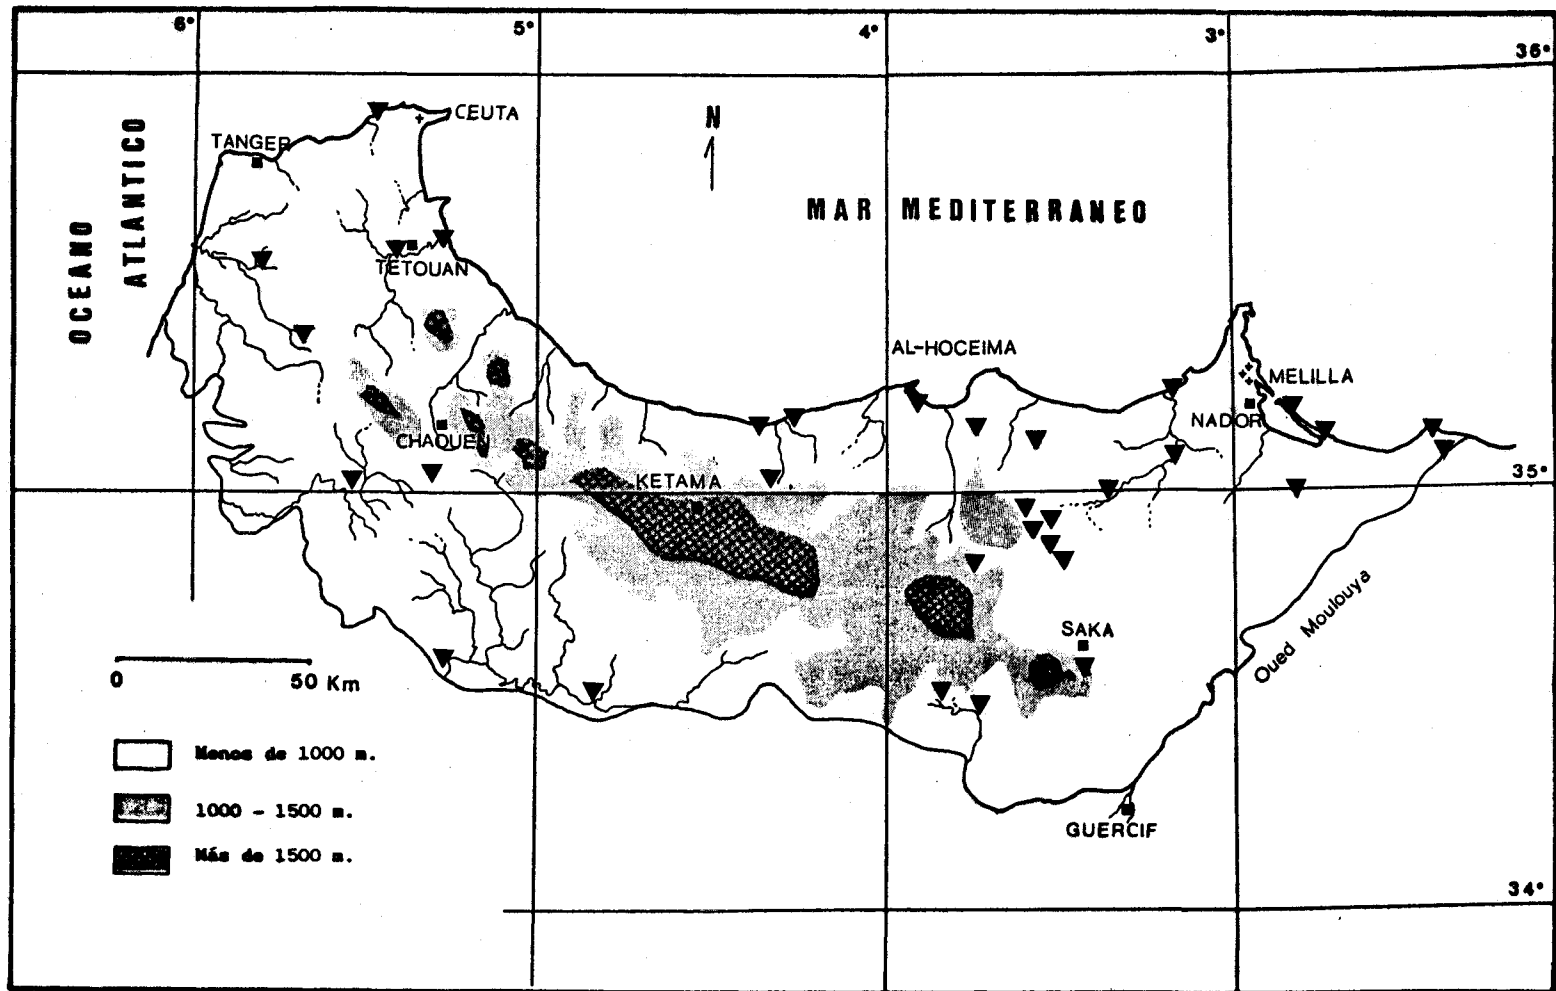 6°
5°
4°
3°
36°
CEUTA
TANGER
N
OCEANO
ATLANTICO
MAR MEDITERRANEO
TETOUAN
AL-HOCEIMA
MELILLA
NADOR
CHAOUEN
KETAMA
35°
SAKA
Oued Moulouya
0 50 Km
Menos de 1000 m.
1000 - 1500 m.
Más de 1500 m.
GUERCIF
34°